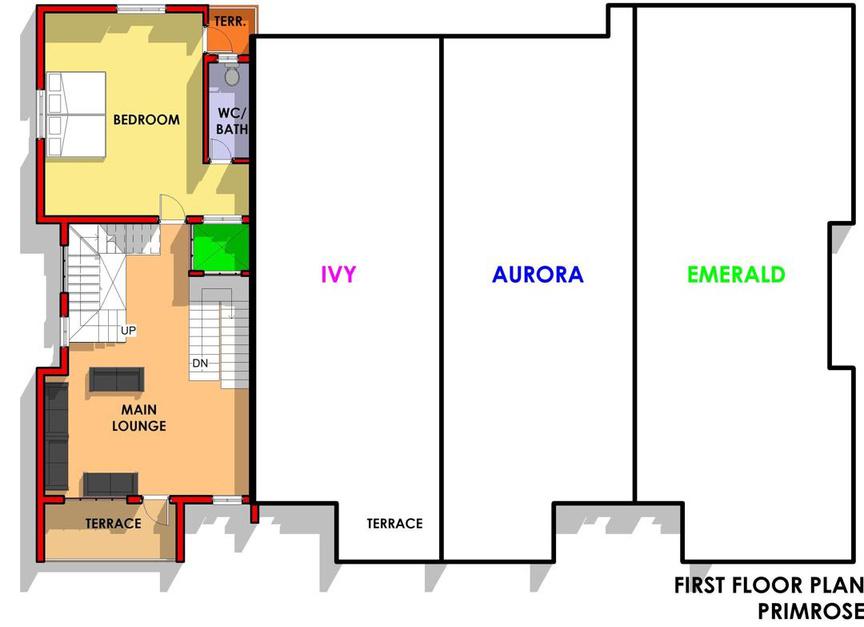 TERR.
WC/
BATH
BEDROOM
IVY
AURORA
EMERALD
UP
DN
MAIN
LOUNGE
TERRACE
TERRACE
FIRST FLOOR PLAN
PRIMROSE